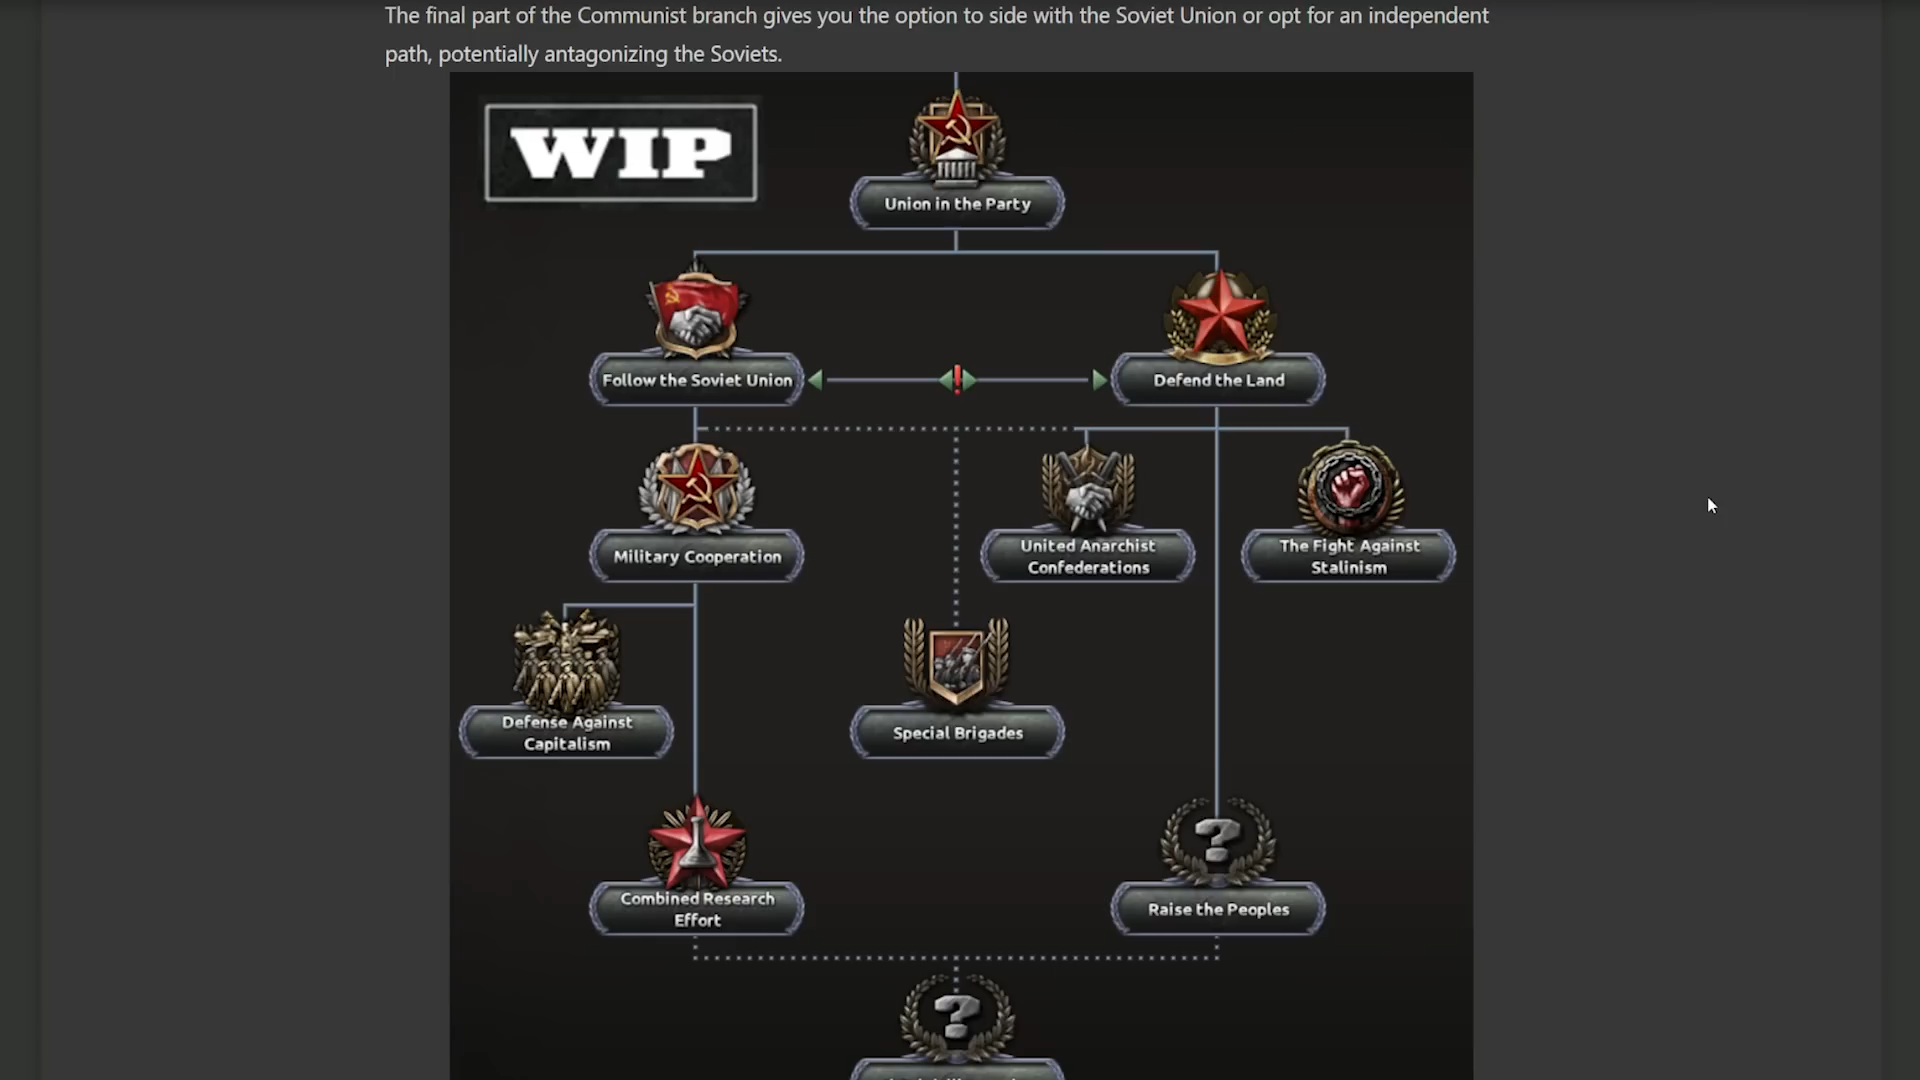 The final part of the Communist branch gives you the option to side with the Soviet Union or opt for an independent
path, potentially antagonizing the Soviets.
WIP
Union in the Party
Follow the Soviet Union
Defend the Land
Military Cooperation
United Anarchist
Confederations
The Fight Against
Stalinism
Defense Against
Capitalism
Special Brigades
Combined Research
Effort
Raise the Peoples